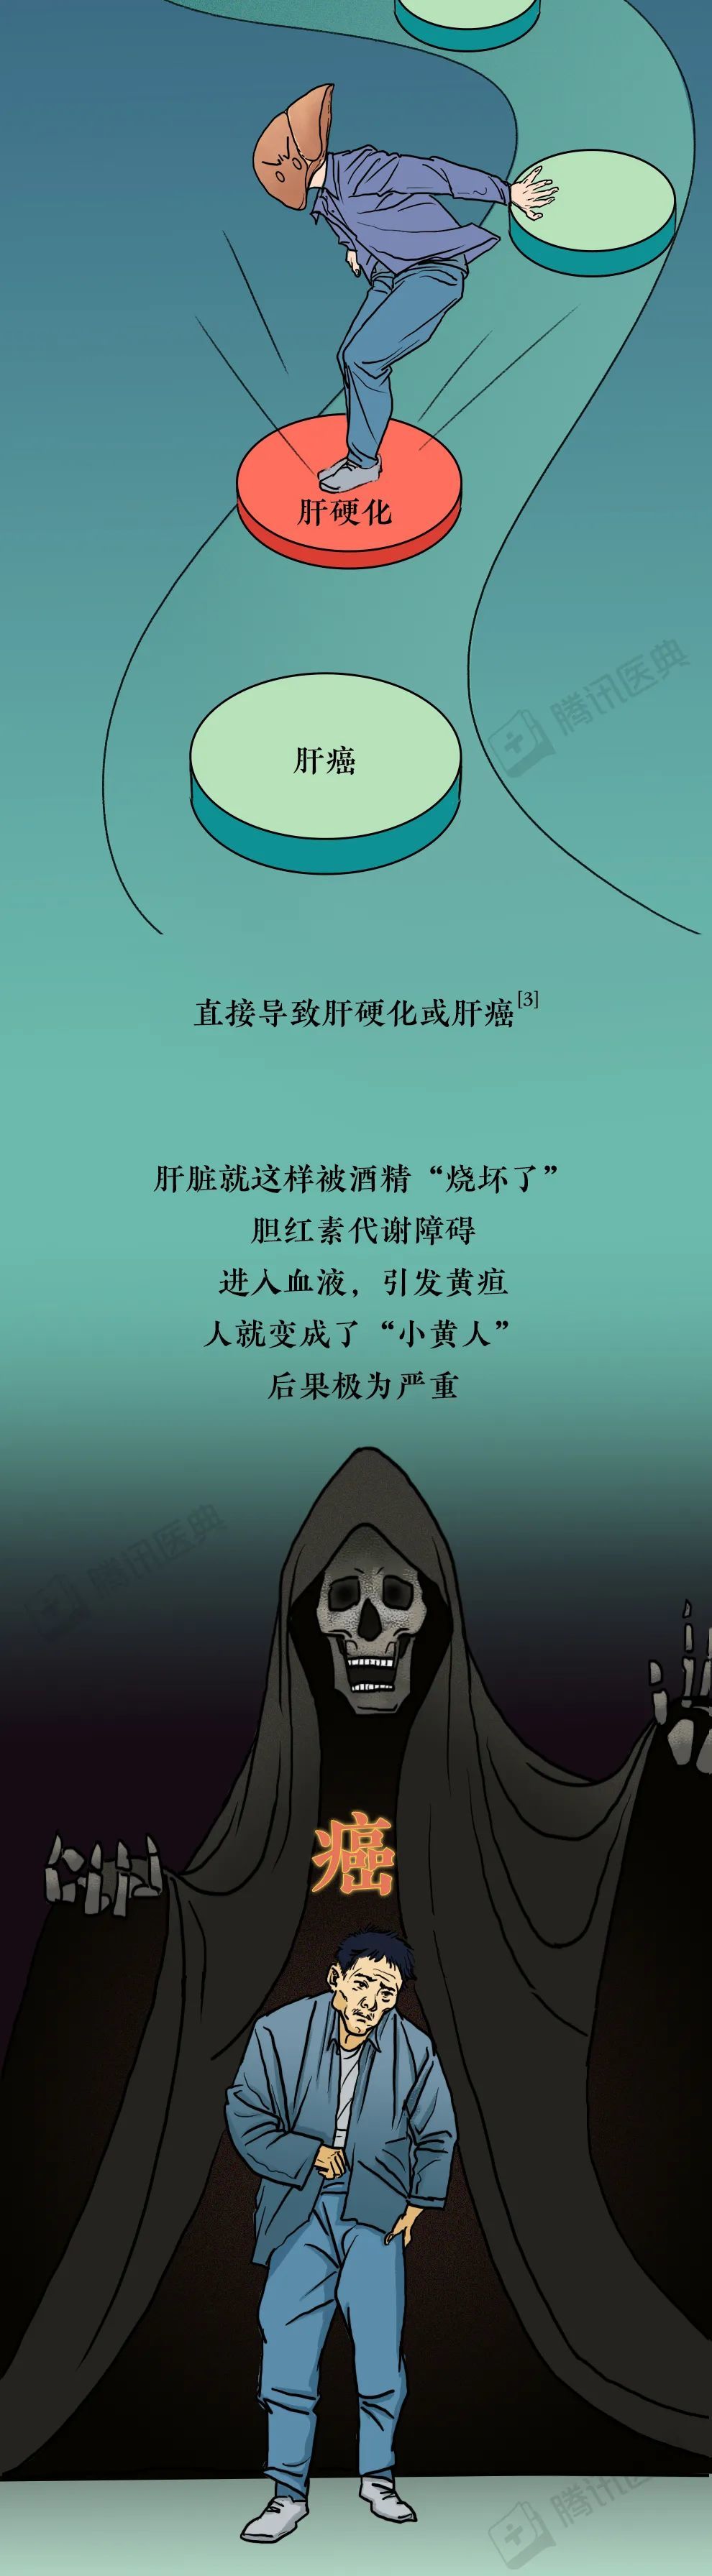 肝硬化
腾讯医典
肝癌
直接导致肝硬化或肝癌[3]
肝脏就这样被酒精“烧坏了”
胆红素代谢障碍
进入血液，引发黄疸
人就变成了“小黄人”
后果极为严重
腾讯医典
癌
腾讯医典